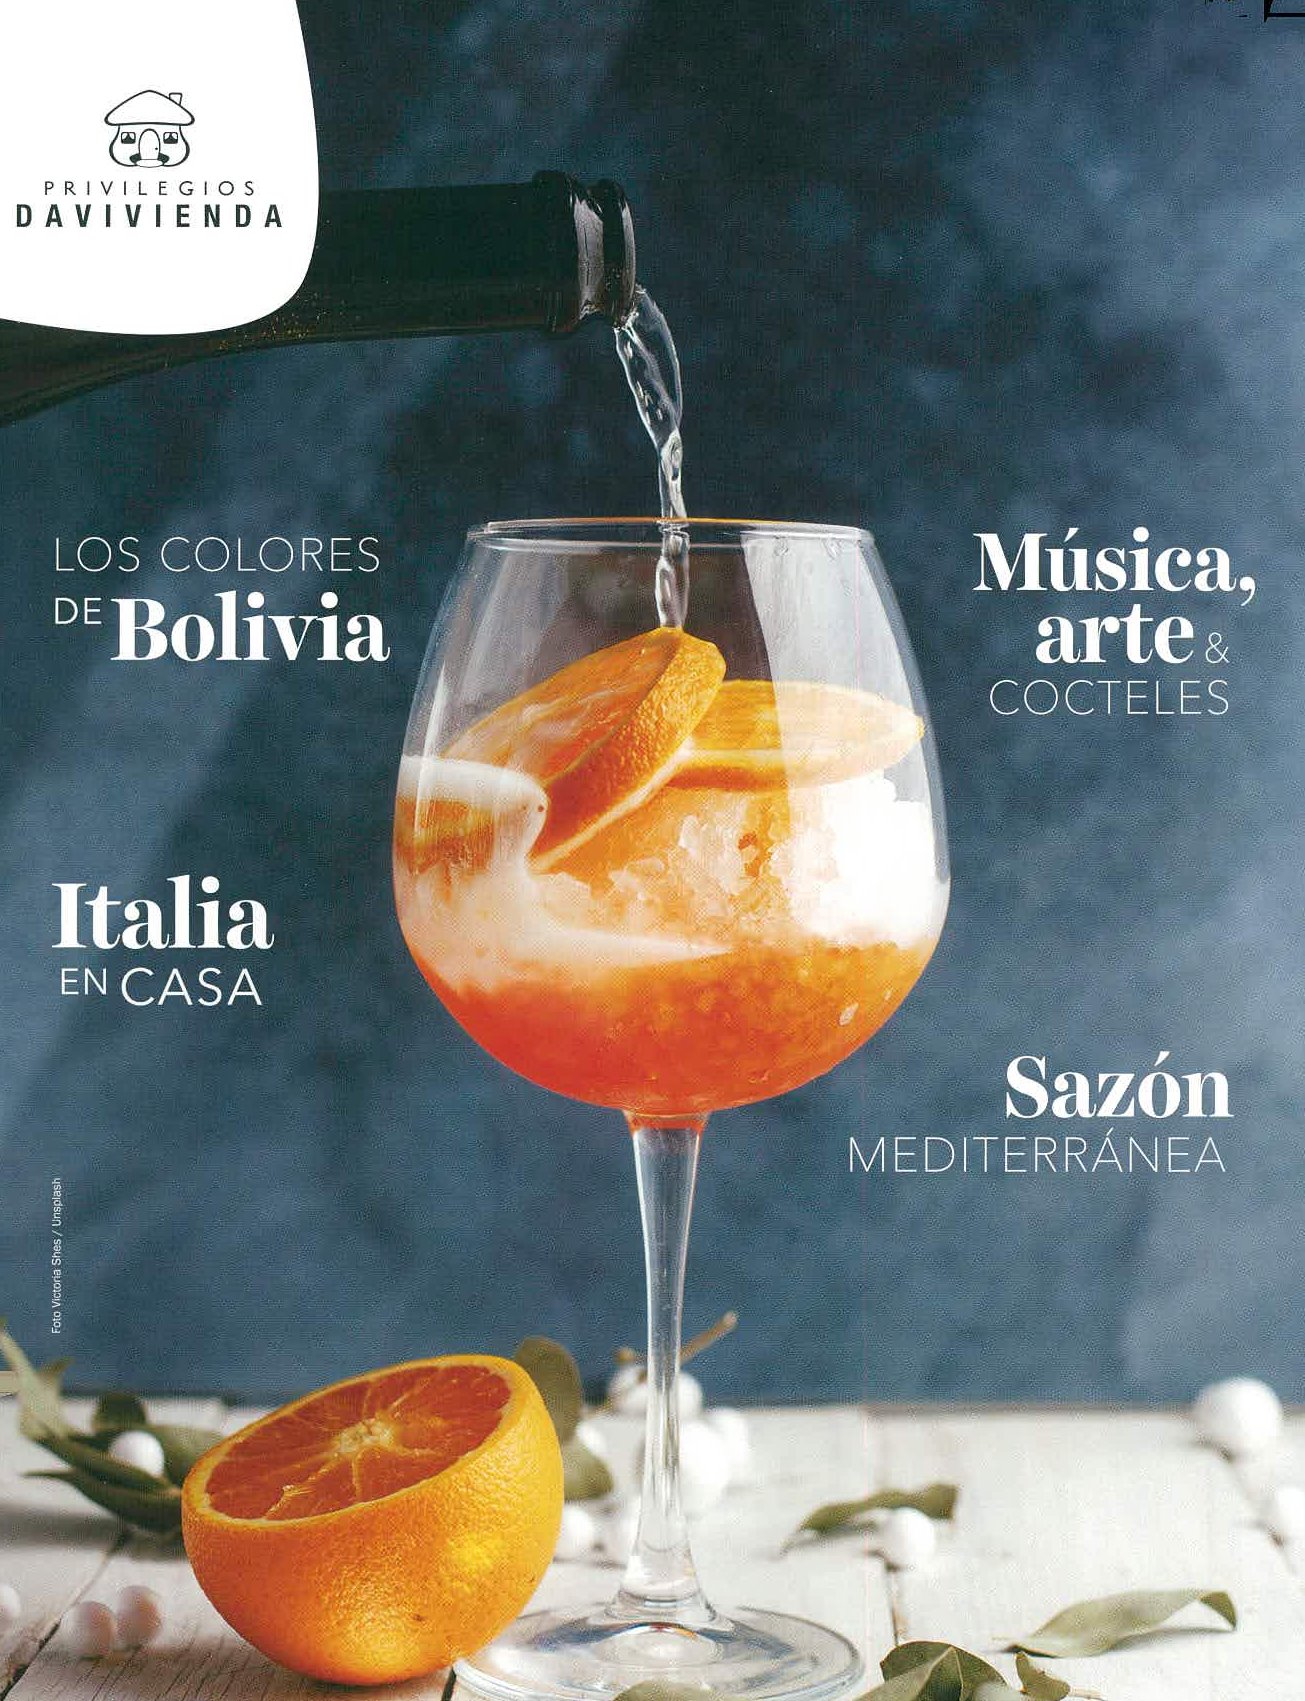 PRIVILEGIOS
DAVIVIENDA
LOS COLORES
DE Bolivia
Música,
arte &
COCTELES
Italia
EN CASA
Sazón
MEDITERRÁNEA
Foto Victoria Shes / Unsplash